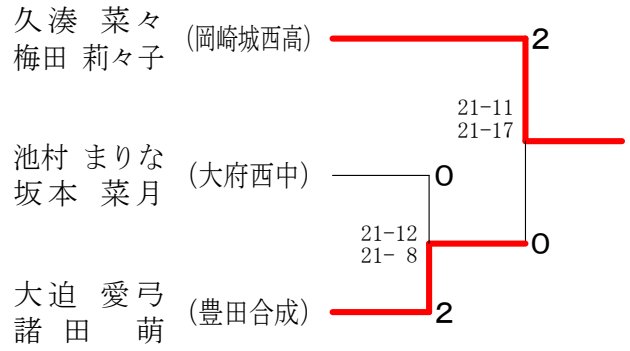 久湊 菜々
梅田 莉々子
(岡崎城西高)
2
21-11
21-17
池村 まりな
坂本 菜月
(大府西中)
0
21-12
21- 8
0
大迫 愛弓
諸田 萌
(豊田合成)
2